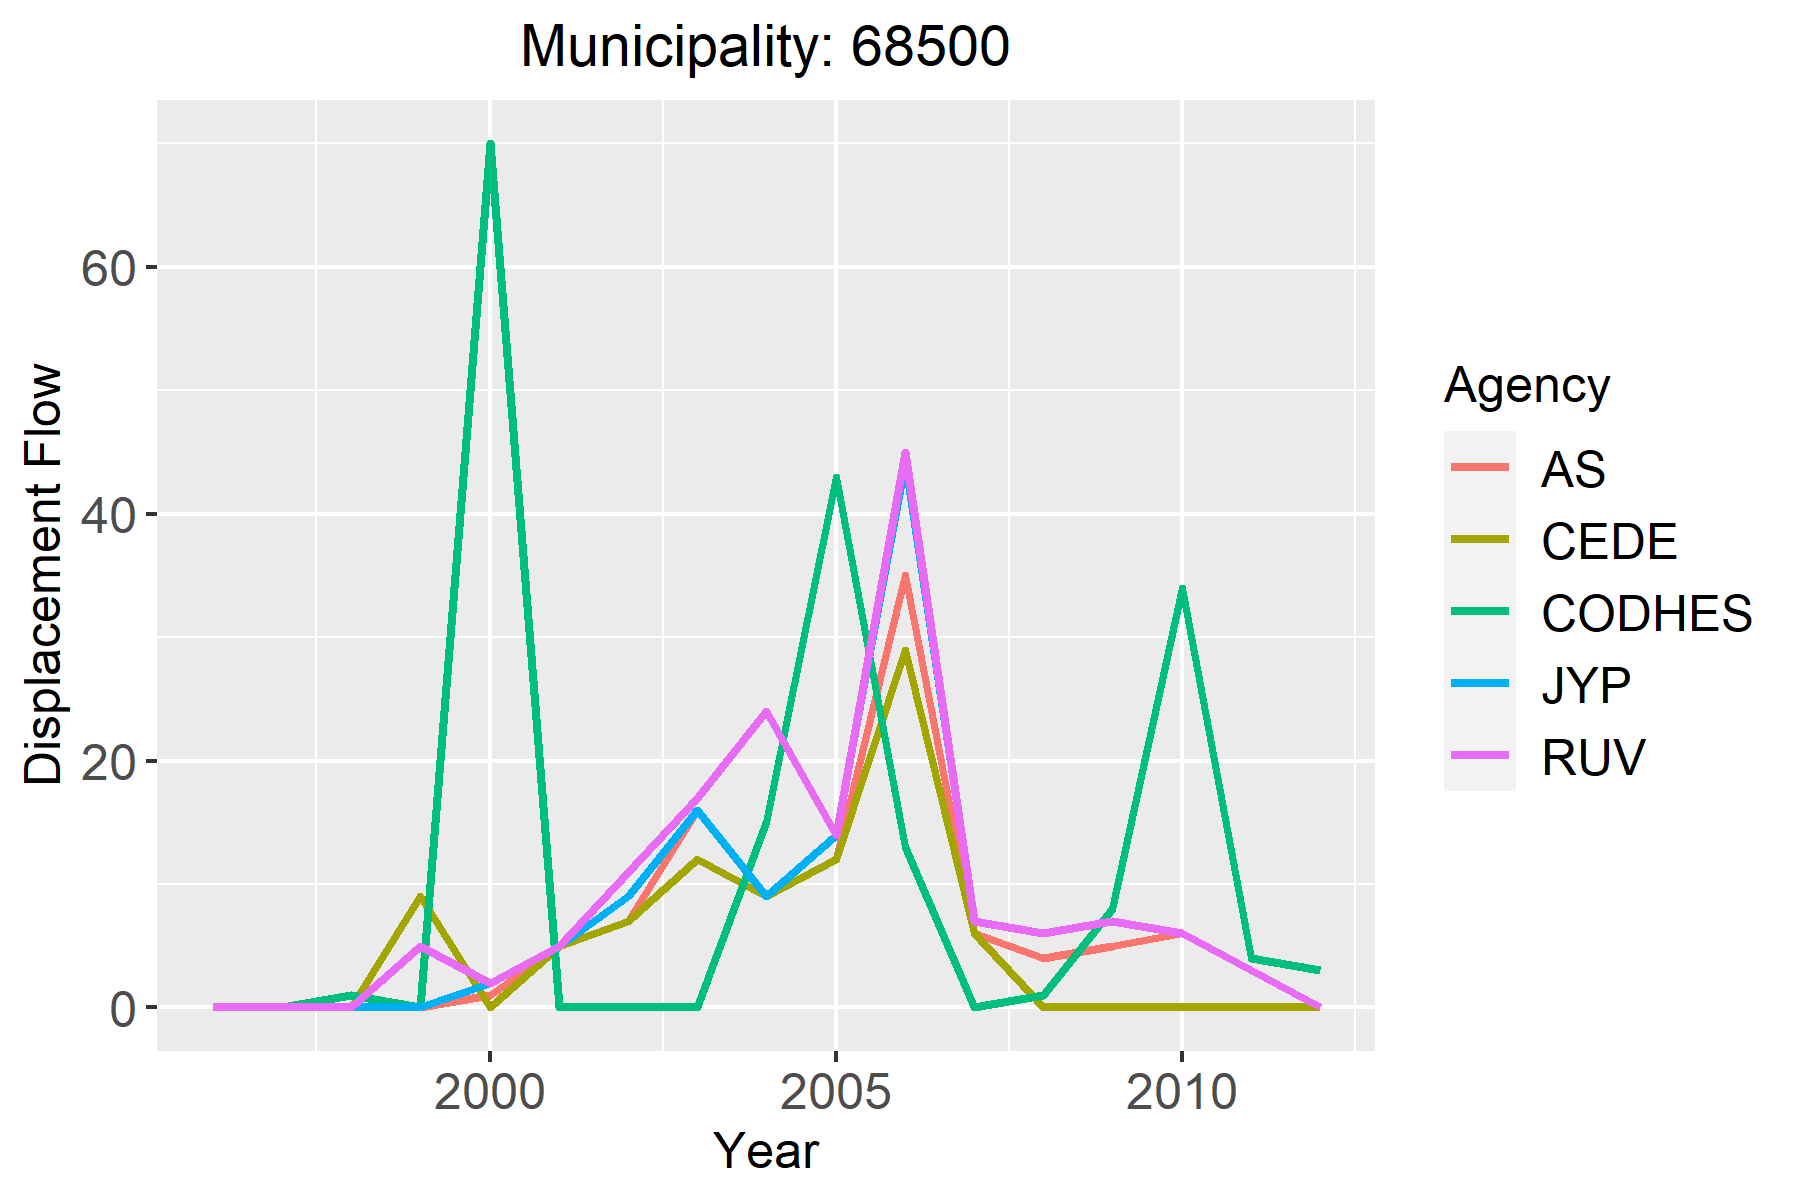 Municipality: 68500
Displacement Flow
60
40
20
0
2000 2005 2010
Year
Agency
AS
CEDE
CODHES
JYP
RUV